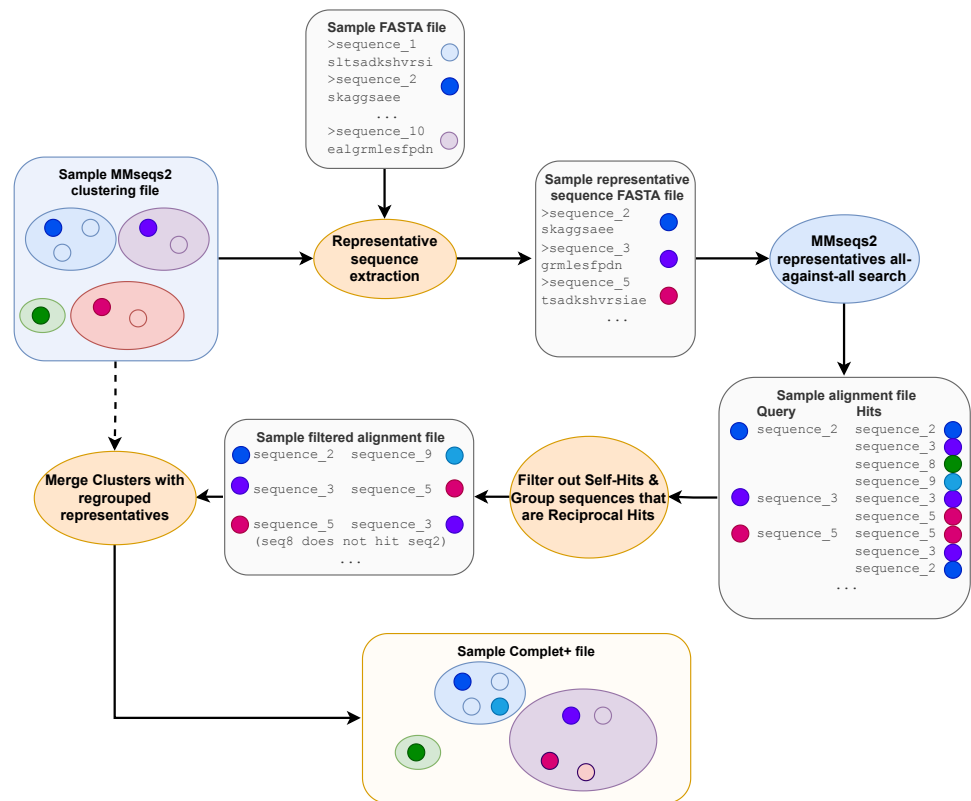 Sample FASTA file
>sequence_1
sltsadkshvrsi
>sequence_2
skaggsaee
...
>sequence_10
ealgrmlesfpdn
Sample MMseqs2
clustering file
Representative
sequence
extraction
Sample representative
sequence FASTA file
>sequence_2
skaggsaee
>sequence_3
grmlesfpdn
>sequence_5
tsadkshvrsiae
...
MMseqs2
representatives all-
against-all search
Sample alignment file
Query Hits
sequence_2 sequence_2
sequence_3
sequence_8
sequence_9
sequence_3 sequence_3
sequence_5
sequence_5 sequence_5
sequence_3
sequence_2
...
Filter out Self-Hits &
Group sequences that
are Reciprocal Hits
Sample filtered alignment file
sequence_2 sequence_9
sequence_3 sequence_5
sequence_5 sequence_3
(seq8 does not hit seq2)
...
Merge Clusters with
regrouped
representatives
Sample Complet+ file